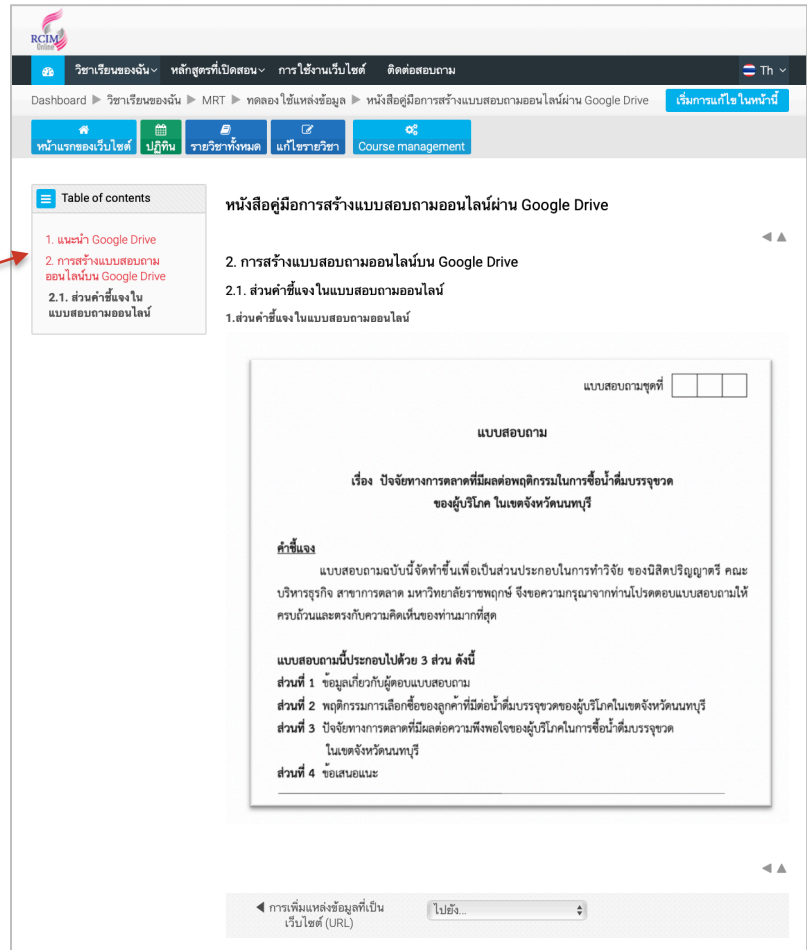 RCIM
Online
วิชาเรียนของฉัน หลักสูตรที่เปิดสอน การใช้งานเว็บไซต์ ติดต่อสอบถาม Th
Dashboard ▶ วิชาเรียนของฉัน ▶ MRT ▶ ทดลองใช้แหล่งข้อมูล ▶ หนังสือคู่มือการสร้างแบบสอบถามออนไลน์ผ่าน Google Drive เริ่มการแก้ไขในหน้านี้
หน้าแรกของเว็บไซต์ ปฏิทิน รายวิชาทั้งหมด แก้ไขรายวิชา Course management
Table of contents
1. แนะนำ Google Drive
2. การสร้างแบบสอบถาม
ออนไลน์บน Google Drive
2.1. ส่วนคำชี้แจงใน
แบบสอบถามออนไลน์
หนังสือคู่มือการสร้างแบบสอบถามออนไลน์ผ่าน Google Drive
2. การสร้างแบบสอบถามออนไลน์บน Google Drive
2.1. ส่วนคำชี้แจงในแบบสอบถามออนไลน์
1.ส่วนคำชี้แจงในแบบสอบถามออนไลน์
แบบสอบถามชุดที่
แบบสอบถาม
เรื่อง ปัจจัยทางการตลาดที่มีผลต่อพฤติกรรมในการซื้อน้ำดื่มบรรจุขวด
ของผู้บริโภค ในเขตจังหวัดนนทบุรี
คำชี้แจง
แบบสอบถามฉบับนี้จัดทำขึ้นเพื่อเป็นส่วนประกอบในการทำวิจัย ของนิสิตปริญญาตรี คณะ
บริหารธุรกิจ สาขาการตลาด มหาวิทยาลัยราชพฤกษ์ จึงขอความกรุณาจากท่านโปรดตอบแบบสอบถามให้
ครบถ้วนและตรงกับความคิดเห็นของท่านมากที่สุด
แบบสอบถามนี้ประกอบไปด้วย 3 ส่วน ดังนี้
ส่วนที่ 1 ข้อมูลเกี่ยวกับผู้ตอบแบบสอบถาม
ส่วนที่ 2 พฤติกรรมการเลือกซื้อของลูกค้าที่มีต่อน้ำดื่มบรรจุขวดของผู้บริโภคในเขตจังหวัดนนทบุรี
ส่วนที่ 3 ปัจจัยทางการตลาดที่มีผลต่อความพึงพอใจของผู้บริโภคในการซื้อน้ำดื่มบรรจุขวด
ในเขตจังหวัดนนทบุรี
ส่วนที่ 4 ข้อเสนอแนะ
◀ การเพิ่มแหล่งข้อมูลที่เป็น
เว็บไซต์ (URL)
ไปยัง...